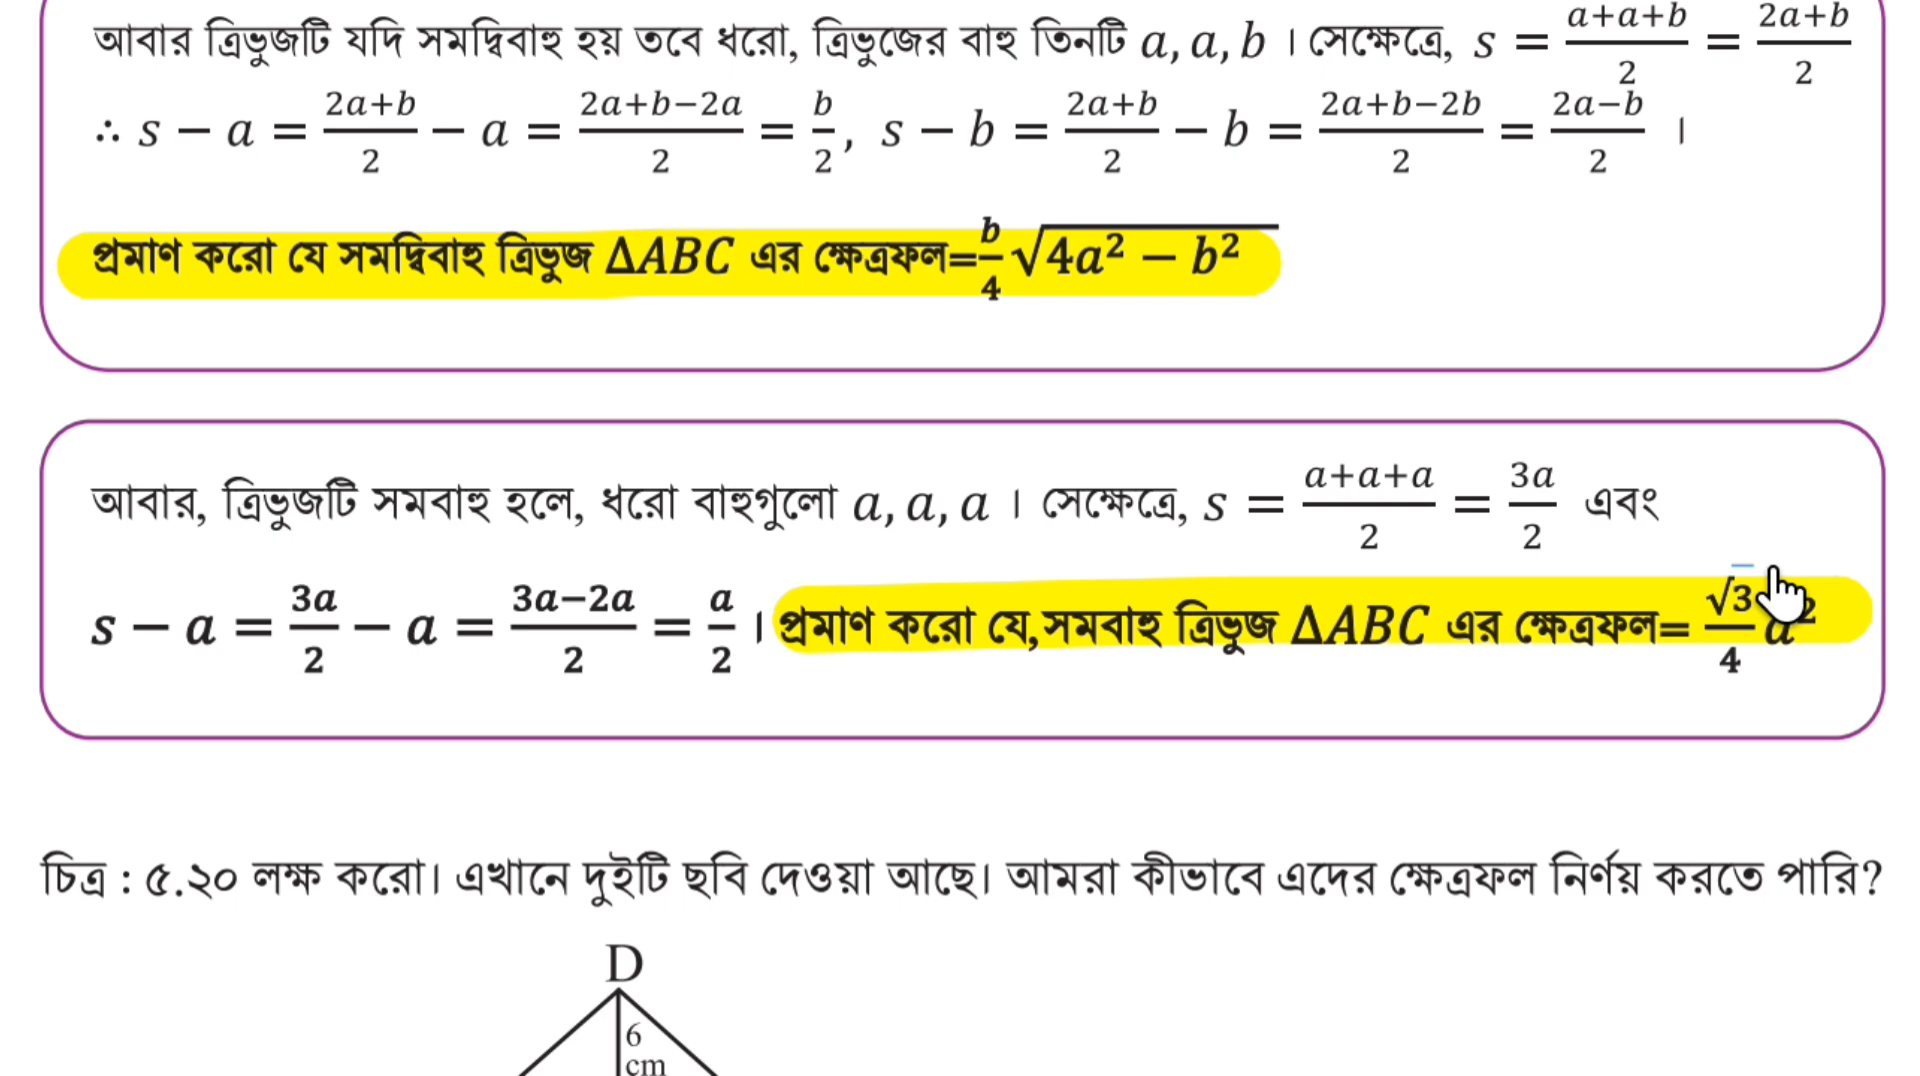 আবার ত্রিভুজটি যদি সমদ্বিবাহু হয় তবে ধরো, ত্রিভুজের বাহু তিনটি a, a, b । সেক্ষেত্রে, s = (a+a+b)/2 = (2a+b)/2
∴ s − a = (2a+b)/2 − a = (2a+b−2a)/2 = b/2, s − b = (2a+b)/2 − b = (2a+b−2b)/2 = (2a−b)/2 ।
প্রমাণ করো যে সমদ্বিবাহু ত্রিভুজ ΔABC এর ক্ষেত্রফল= b/4 √(4a² − b²)
আবার, ত্রিভুজটি সমবাহু হলে, ধরো বাহুগুলো a, a, a । সেক্ষেত্রে, s = (a+a+a)/2 = 3a/2 এবং
s − a = 3a/2 − a = (3a−2a)/2 = a/2 । প্রমাণ করো যে,সমবাহু ত্রিভুজ ΔABC এর ক্ষেত্রফল= √3/4 a²
চিত্র : ৫.২০ লক্ষ করো। এখানে দুইটি ছবি দেওয়া আছে। আমরা কীভাবে এদের ক্ষেত্রফল নির্ণয় করতে পারি?
D
6
cm